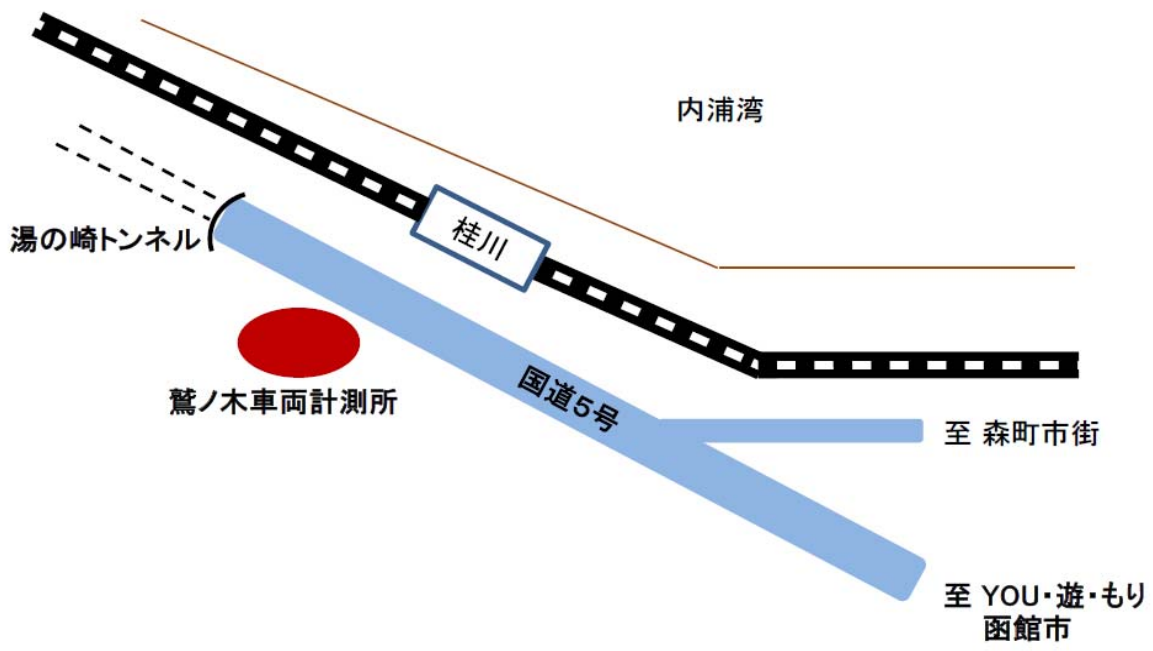 内浦湾
桂川
湯の崎トンネル
鷲ノ木車両計測所
国道5号
至 森町市街
至 YOU・遊・もり
函館市